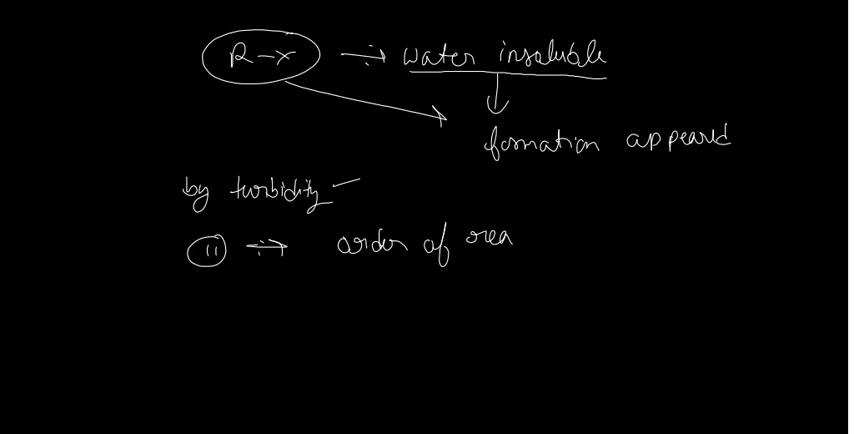 R-X → water insoluble
formation appeared
by turbidity
(ii) → order of rea